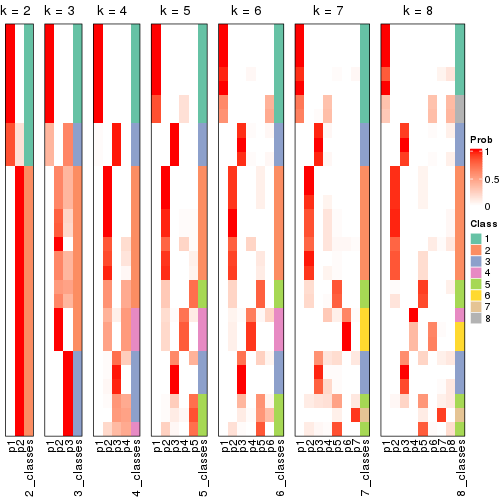 k = 2 k = 3 k = 4 k = 5 k = 6 k = 7 k = 8
Prob
1
0.5
0
Class
1
2
3
4
5
6
7
8
p1 p2 2_classes
p1 p2 p3 3_classes
p1 p2 p3 p4 4_classes
p1 p2 p3 p4 p5 5_classes
p1 p2 p3 p4 p5 p6 6_classes
p1 p2 p3 p4 p5 p6 p7 7_classes
p1 p2 p3 p4 p5 p6 p7 p8 8_classes